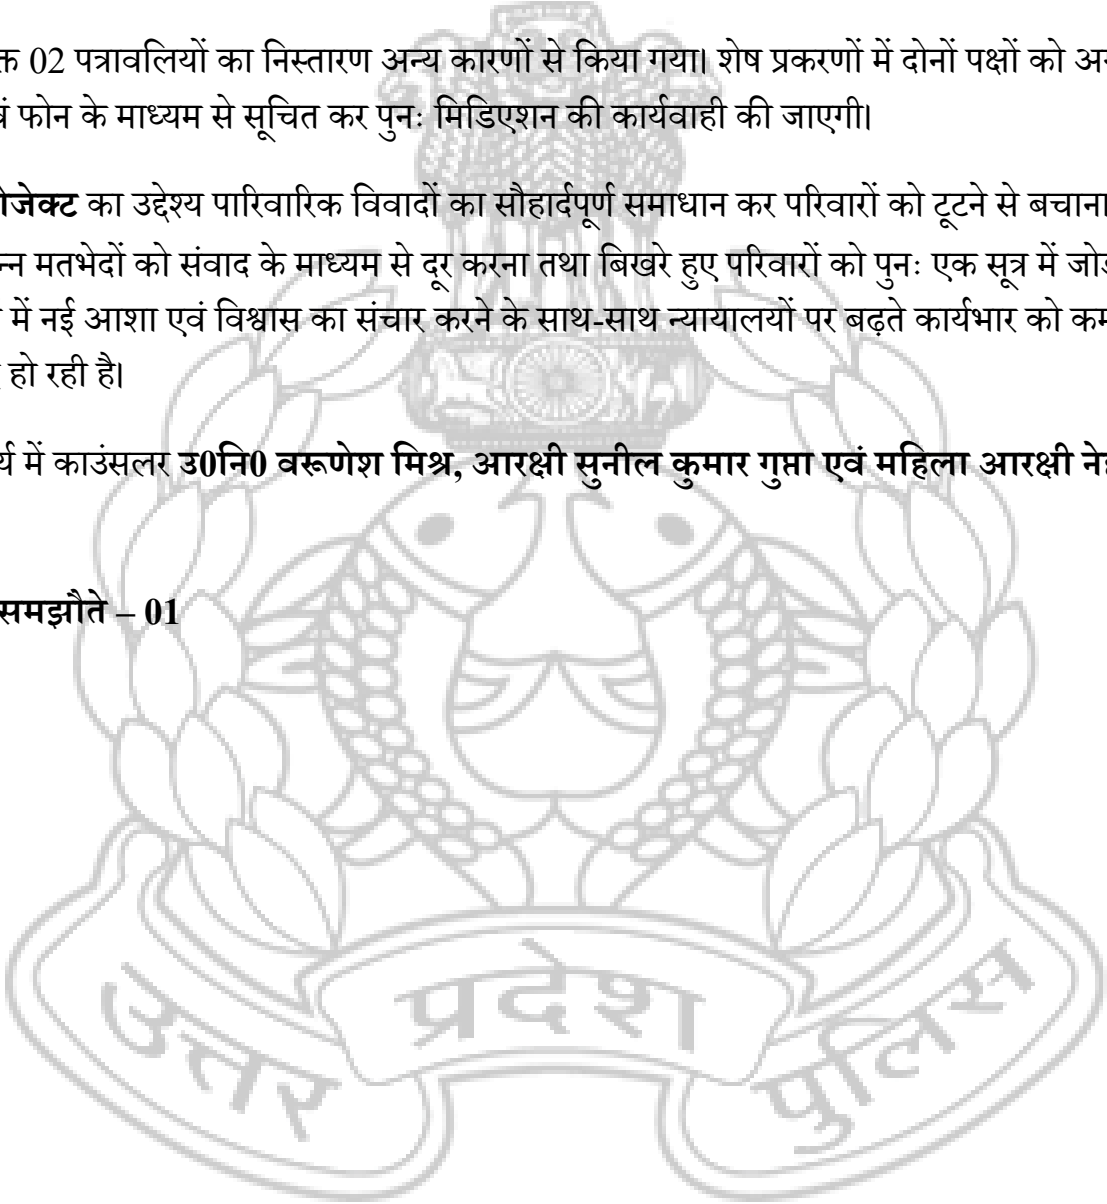 02 पत्रावलियों का निस्तारण अन्य कारणों से किया गया। शेष प्रकरणों में दोनों पक्षों को
फोन के माध्यम से सूचित कर पुनः मिडिएशन की कार्यवाही की जाएगी।
जेक्ट का उद्देश्य पारिवारिक विवादों का सौहार्दपूर्ण समाधान कर परिवारों को टूटने से बचाना
मतभेदों को संवाद के माध्यम से दूर करना तथा बिखरे हुए परिवारों को पुनः एक सूत्र में
में नई आशा एवं विश्वास का संचार करने के साथ-साथ न्यायालयों पर बढ़ते कार्यभार को कम
हो रही है।
में काउंसलर उ0नि0 वरूणेश मिश्र, आरक्षी सुनील कुमार गुप्ता एवं महिला आरक्षी
समझौते – 01
उत्तर प्रदेश पुलिस